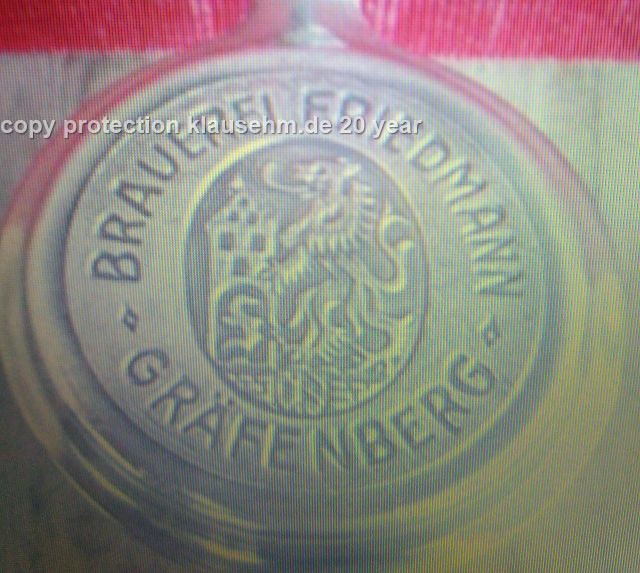 copy protection klausehm.de 20 year
BRAUEREI FRIEDMANN
GRÄFENBERG